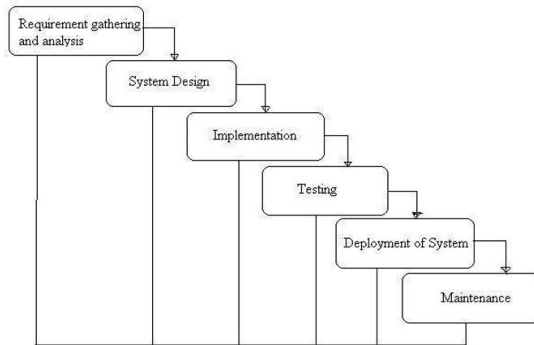 Requirement gathering
and analysis
System Design
Implementation
Testing
Deployment of System
Maintenance